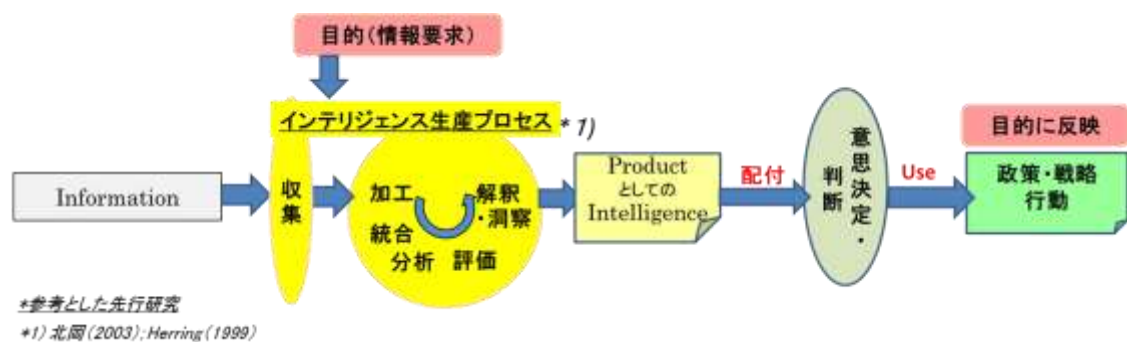 目的(情報要求)
インテリジェンス生産プロセス *1)
Information
収集
加工
統合
分析
評価
解釈
・洞察
Product
としての
Intelligence
配付
意思決定・
判断
Use
目的に反映
政策・戦略
行動
*参考とした先行研究
*1) 北岡(2003);Herring(1999)